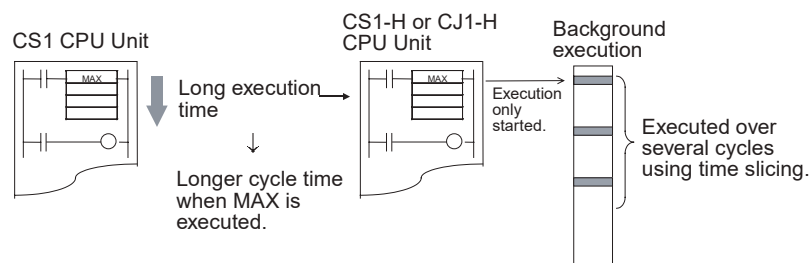 CS1 CPU Unit
MAX
Long execution
time
Longer cycle time
when MAX is
executed.
CS1-H or CJ1-H
CPU Unit
MAX
Execution
only
started.
Background
execution
Executed over
several cycles
using time slicing.